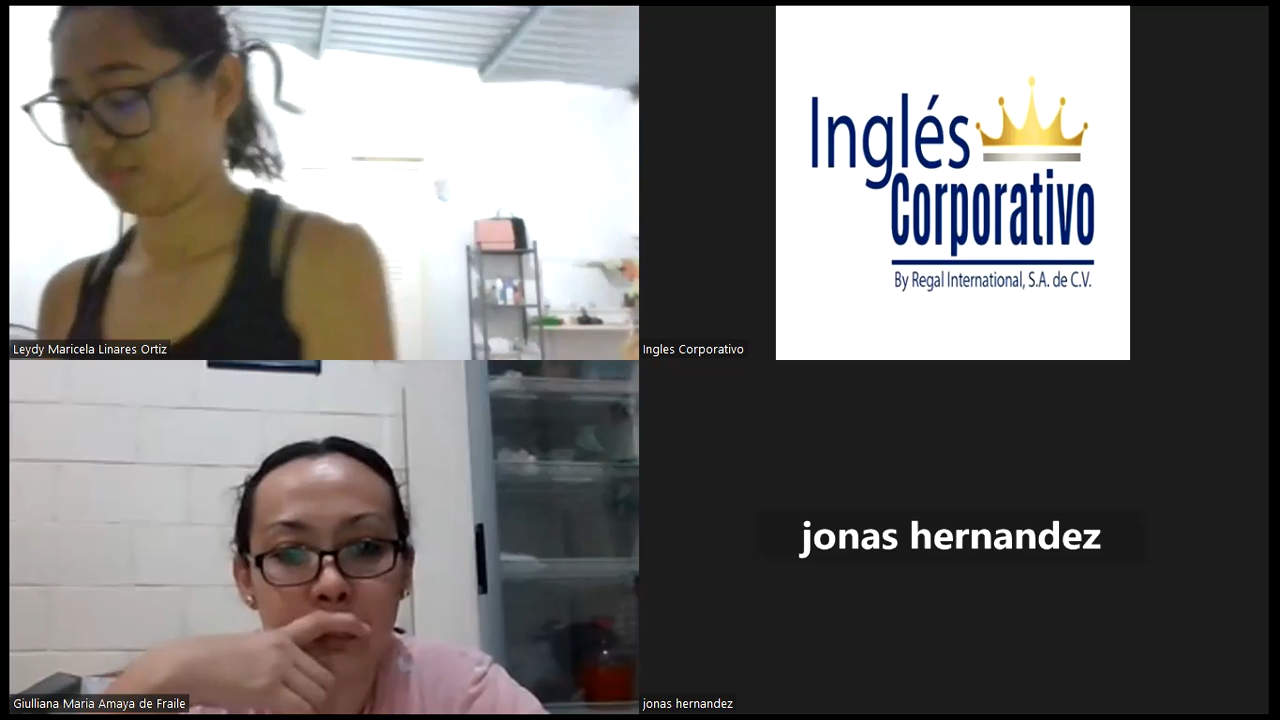 Inglés
Corporativo
By Regal International, S.A. de C.V.
Leydy Maricela Linares Ortiz
Ingles Corporativo
jonas hernandez
Giulliana Maria Amaya de Fraile
jonas hernandez